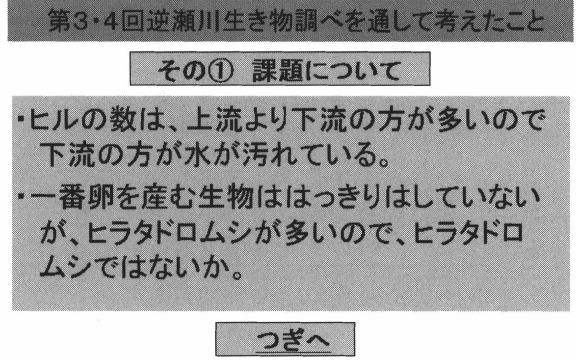 第3・4回逆瀬川生き物調べを通して考えたこと
その① 課題について
・ヒルの数は、上流より下流の方が多いので
下流の方が水が汚れている。
・一番卵を産む生物ははっきりはしていない
が、ヒラタドロムシが多いので、ヒラタドロ
ムシではないか。
つぎへ